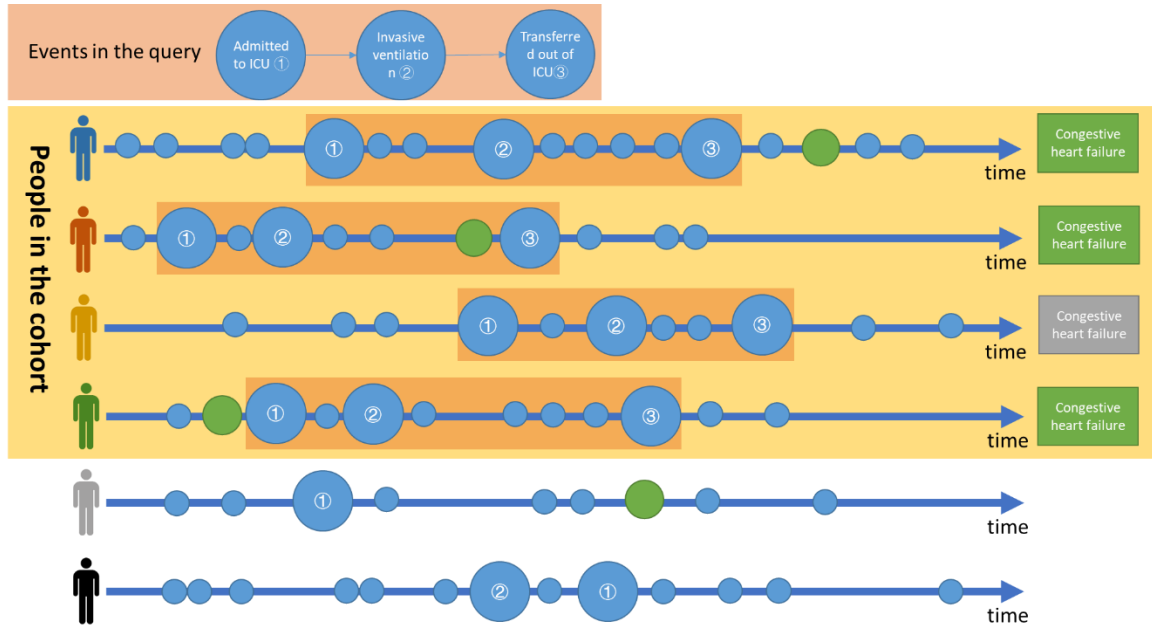 Events in the query
Admitted
to ICU ①
Invasive
ventilatio
n ②
Transferre
d out of
ICU③
People in the cohort
① ② ③
time
Congestive
heart failure
① ② ③
time
Congestive
heart failure
① ② ③
time
Congestive
heart failure
① ② ③
time
Congestive
heart failure
①
time
② ①
time